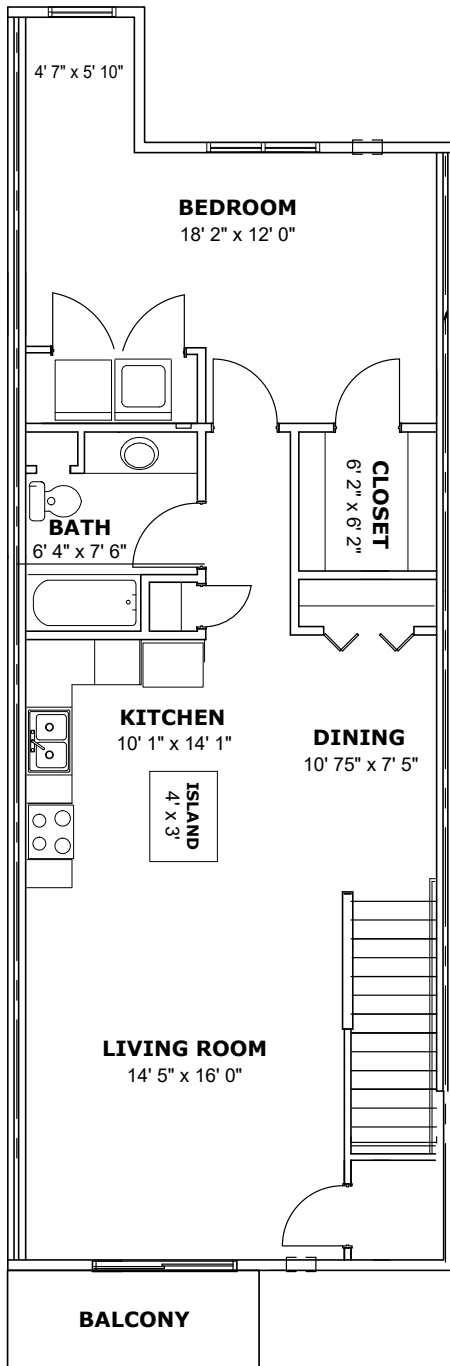 4' 7" x 5' 10"
BEDROOM
18' 2" x 12' 0"
CLOSET
6' 2" x 6' 2"
BATH
6' 4" x 7' 6"
KITCHEN
10' 1" x 14' 1"
DINING
10' 75" x 7' 5"
ISLAND
4' x 3'
LIVING ROOM
14' 5" x 16' 0"
BALCONY